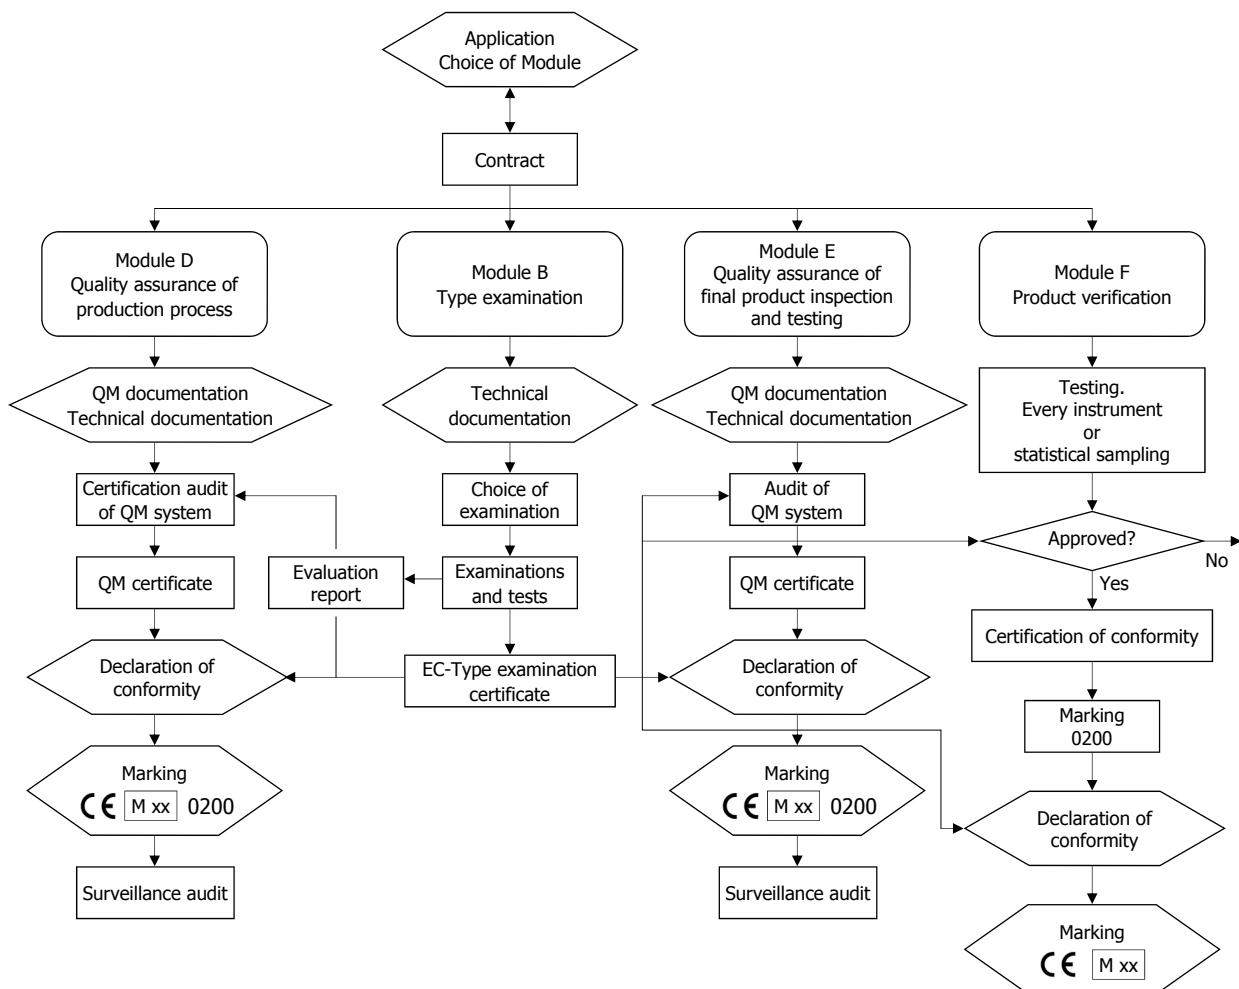 Application
Choice of Module
Contract
Module D
Quality assurance of
production process
Module B
Type examination
Module E
Quality assurance of
final product inspection
and testing
Module F
Product verification
QM documentation
Technical documentation
Technical
documentation
QM documentation
Technical documentation
Testing.
Every instrument
or
statistical sampling
Certification audit
of QM system
Choice of
examination
Audit of
QM system
Approved?
No
Yes
QM certificate
Evaluation
report
Examinations
and tests
QM certificate
Certification of conformity
Declaration of
conformity
EC-Type examination
certificate
Declaration of
conformity
Marking
0200
Marking
CE M xx 0200
Marking
CE M xx 0200
Declaration of
conformity
Surveillance audit
Surveillance audit
Marking
CE M xx